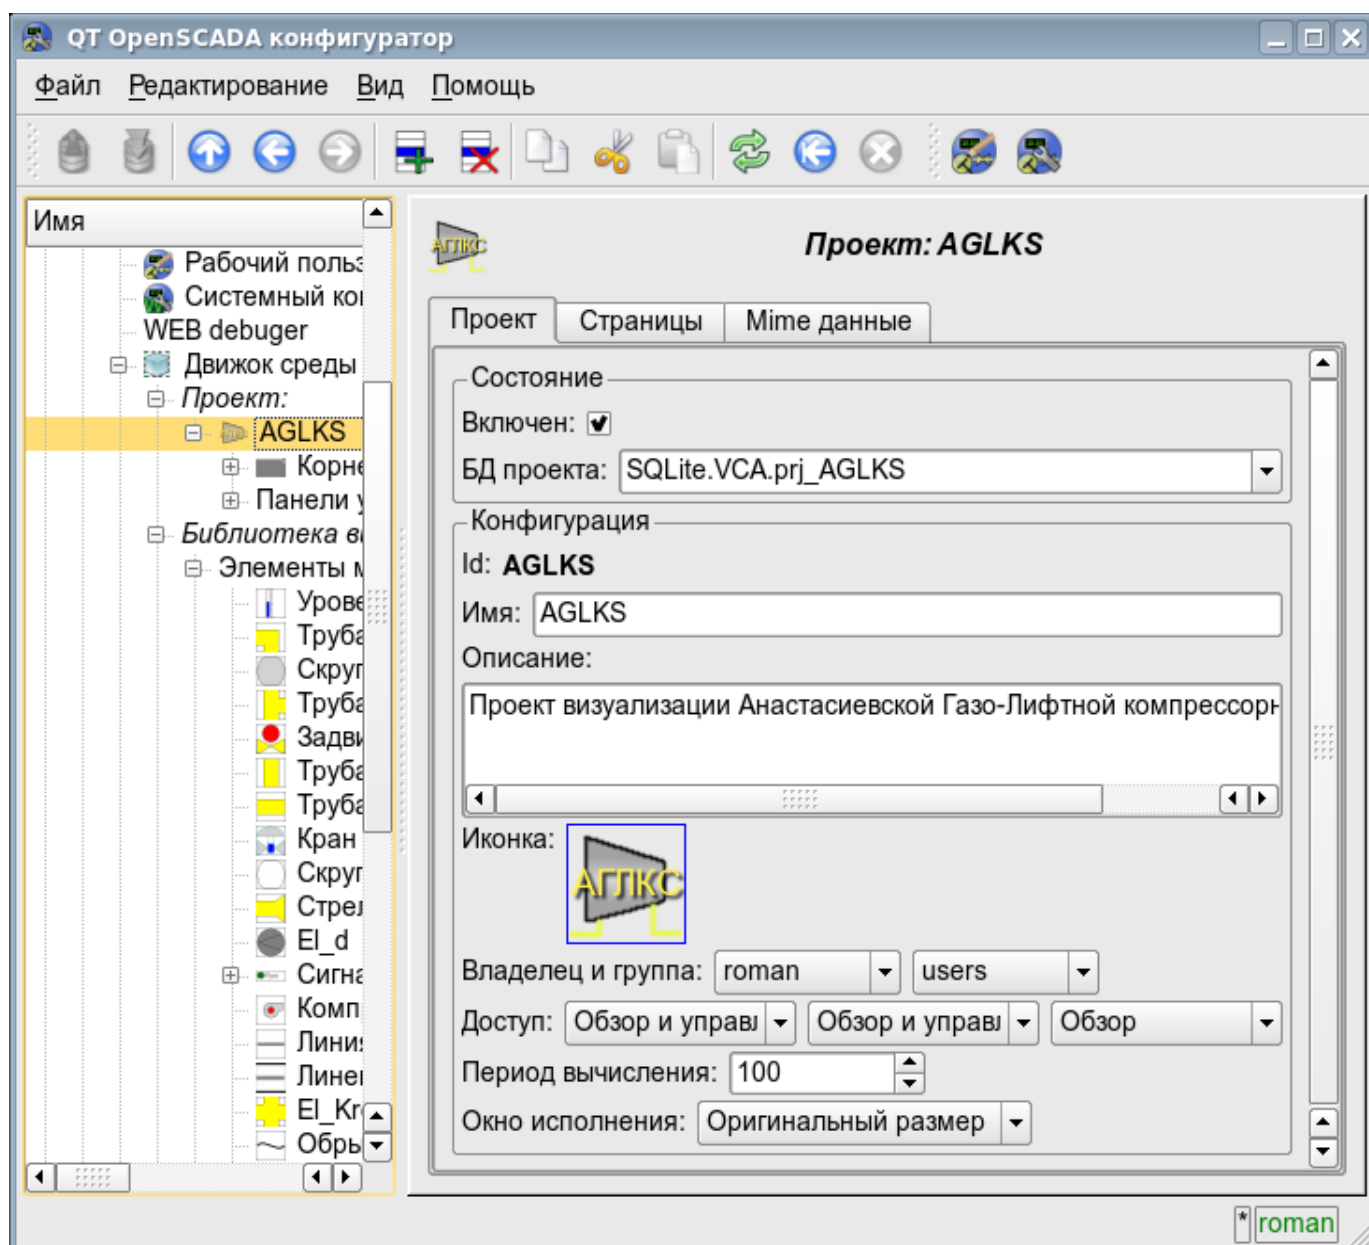 QT OpenSCADA конфигуратор
Файл Редактирование Вид Помощь
Имя
Рабочий польз
Системный ко
WEB debuger
Движок среды
Проект:
AGLKS
Корне
Панели у
Библиотека в
Элементы м
Урове
Труба
Скруг
Труба
Задви
Труба
Труба
Кран
Скруг
Стрел
El_d
Сигна
Комп
Линия
Линей
El_Kr
Обры
АГЛКС
Проект: AGLKS
Проект Страницы Mime данные
Состояние
Включен:
БД проекта: SQLite.VCA.prj_AGLKS
Конфигурация
Id: AGLKS
Имя: AGLKS
Описание:
Проект визуализации Анастасиевской Газо-Лифтной компрессорн
Иконка:
АГЛКС
Владелец и группа: roman users
Доступ: Обзор и управл Обзор и управл Обзор
Период вычисления: 100
Окно исполнения: Оригинальный размер
* roman